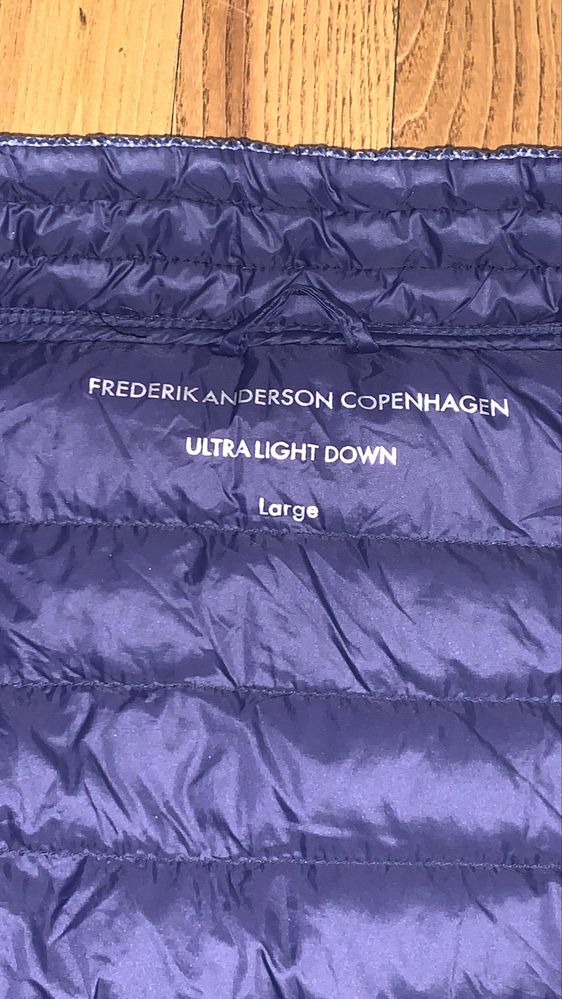 FREDERIK ANDERSON COPENHAGEN
ULTRA LIGHT DOWN
Large